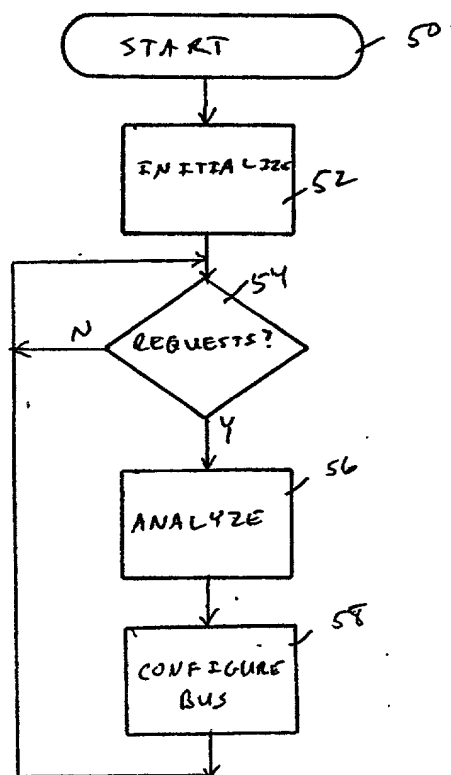 START
50
INITIALIZE
52
54
N
REQUESTS?
Y
56
ANALYZE
58
CONFIGURE
BUS